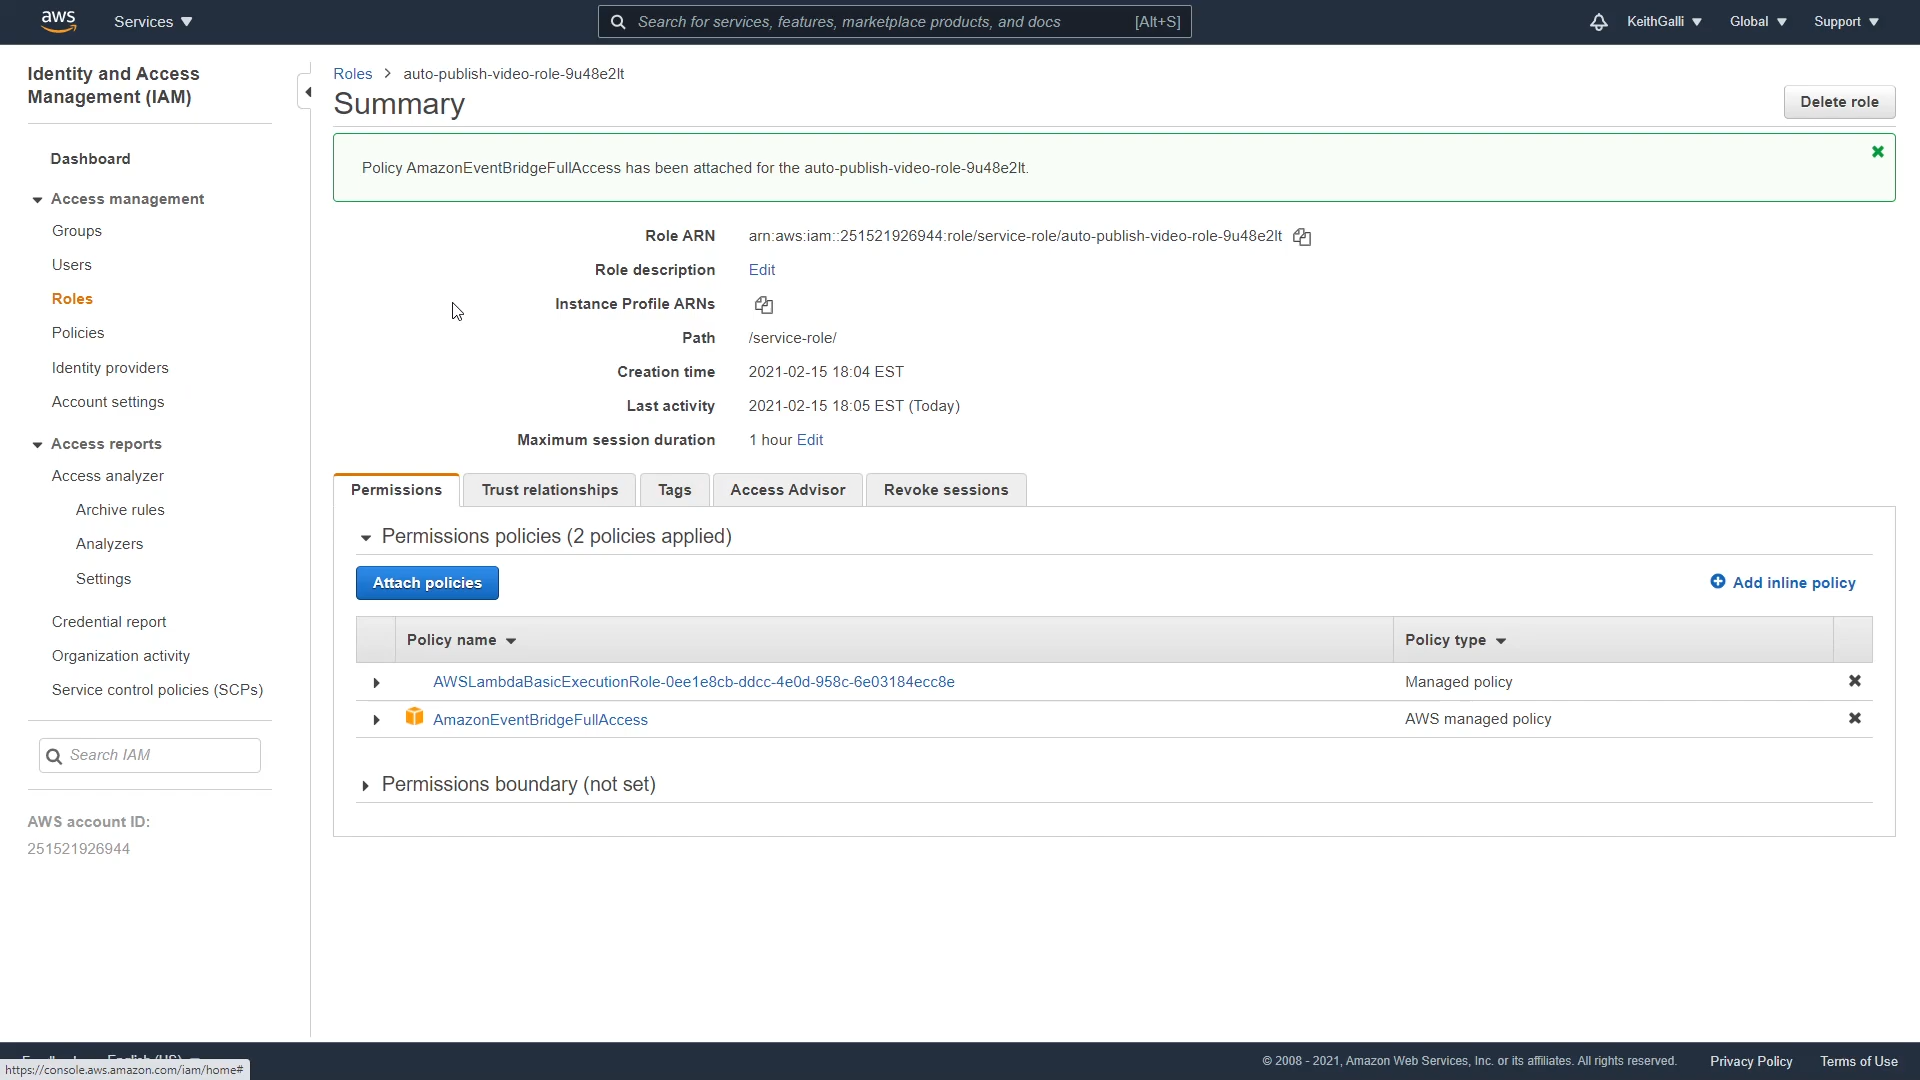 aws
Services
Search for services, features, marketplace products, and docs
[Alt+S]
KeithGalli
Global
Support
Identity and Access
Management (IAM)
Dashboard
Access management
Groups
Users
Roles
Policies
Identity providers
Account settings
Access reports
Access analyzer
Archive rules
Analyzers
Settings
Credential report
Organization activity
Service control policies (SCPs)
Search IAM
AWS account ID:
251521926944
Roles > auto-publish-video-role-9u48e2lt
Summary
Delete role
Policy AmazonEventBridgeFullAccess has been attached for the auto-publish-video-role-9u48e2lt.
Role ARN arn:aws:iam::251521926944:role/service-role/auto-publish-video-role-9u48e2lt
Role description Edit
Instance Profile ARNs
Path /service-role/
Creation time 2021-02-15 18:04 EST
Last activity 2021-02-15 18:05 EST (Today)
Maximum session duration 1 hour Edit
Permissions
Trust relationships
Tags
Access Advisor
Revoke sessions
Permissions policies (2 policies applied)
Attach policies
Add inline policy
Policy name
Policy type
AWSLambdaBasicExecutionRole-0ee1e8cb-ddcc-4e0d-958c-6e03184ecc8e
Managed policy
AmazonEventBridgeFullAccess
AWS managed policy
Permissions boundary (not set)
English (US)
https://console.aws.amazon.com/iam/home#
© 2008 - 2021, Amazon Web Services, Inc. or its affiliates. All rights reserved.
Privacy Policy
Terms of Use